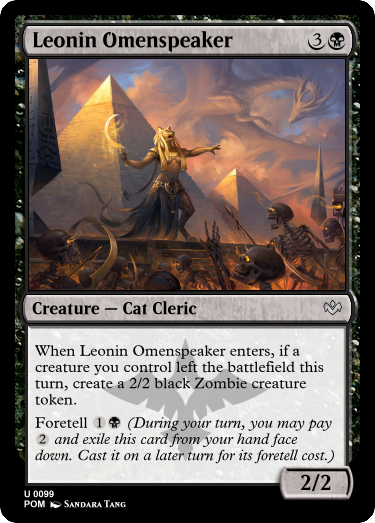 Leonin Omenspeaker 3
Creature — Cat Cleric
When Leonin Omenspeaker enters, if a
creature you control left the battlefield this
turn, create a 2/2 black Zombie creature
token.
Foretell 1 (During your turn, you may pay
2 and exile this card from your hand face
down. Cast it on a later turn for its foretell cost.)
2/2
U 0099
POM SANDARA TANG